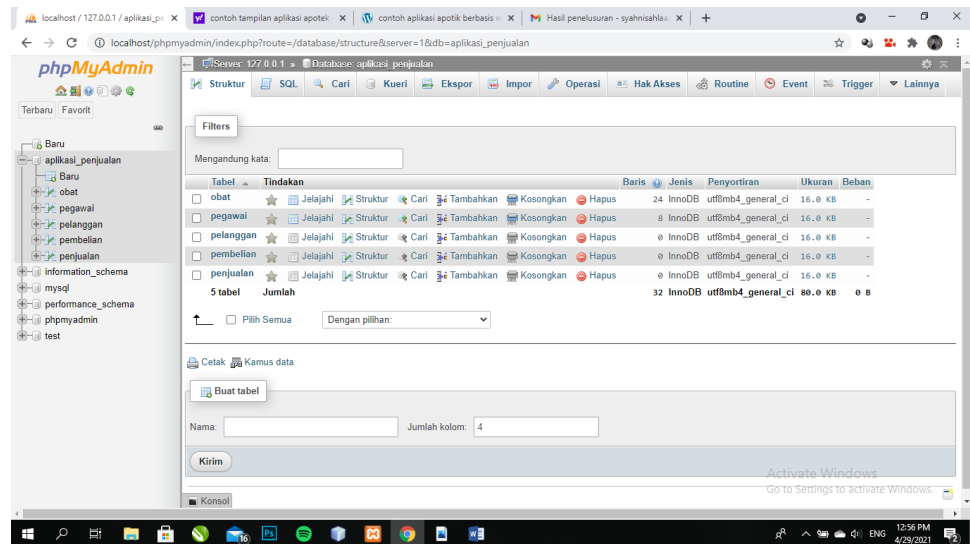 localhost / 127.0.0.1 / aplikasi_pe
contoh tampilan aplikasi apotek
contoh aplikasi apotik berbasis w
Hasil penelusuran - syahnisahlaa
localhost/phpmyadmin/index.php?route=/database/structure&server=1&db=aplikasi_penjualan
phpMyAdmin
Terbaru Favorit
Baru
aplikasi_penjualan
Baru
obat
pegawai
pelanggan
pembelian
penjualan
information_schema
mysql
performance_schema
phpmyadmin
test
Server: 127.0.0.1 » Database: aplikasi_penjualan
Struktur SQL Cari Kueri Ekspor Impor Operasi Hak Akses Routine Event Trigger Lainnya
Filters
Mengandung kata:
Tabel Tindakan Baris Jenis Penyortiran Ukuran Beban
obat Jelajahi Struktur Cari Tambahkan Kosongkan Hapus 24 InnoDB utf8mb4_general_ci 16.0 KB -
pegawai Jelajahi Struktur Cari Tambahkan Kosongkan Hapus 8 InnoDB utf8mb4_general_ci 16.0 KB -
pelanggan Jelajahi Struktur Cari Tambahkan Kosongkan Hapus 0 InnoDB utf8mb4_general_ci 16.0 KB -
pembelian Jelajahi Struktur Cari Tambahkan Kosongkan Hapus 0 InnoDB utf8mb4_general_ci 16.0 KB -
penjualan Jelajahi Struktur Cari Tambahkan Kosongkan Hapus 0 InnoDB utf8mb4_general_ci 16.0 KB -
5 tabel Jumlah 32 InnoDB utf8mb4_general_ci 80.0 KB 0 B
Pilih Semua Dengan pilihan:
Cetak Kamus data
Buat tabel
Nama: Jumlah kolom: 4
Kirim
Activate Windows
Go to Settings to activate Windows.
Konsol
16
Ps
ENG
12:56 PM
4/29/2021
2